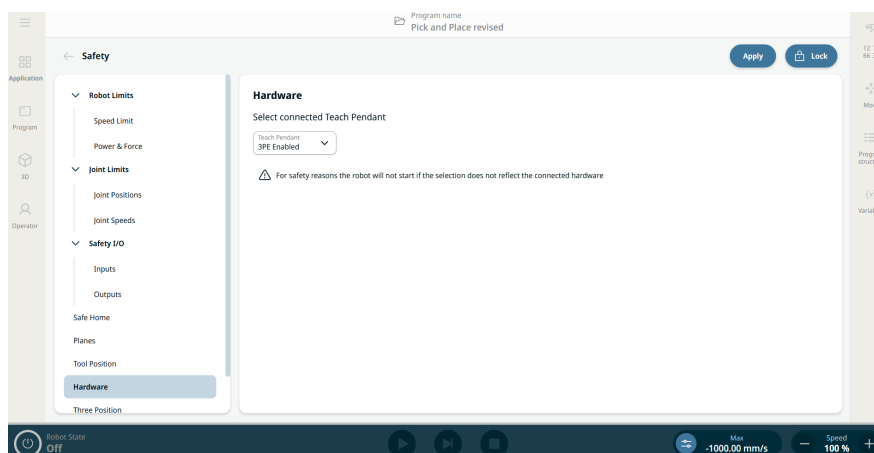 Program name
Pick and Place revised
Safety
Apply
Lock
Application
Program
3D
Operator
Robot Limits
Speed Limit
Power & Force
Joint Limits
Joint Positions
Joint Speeds
Safety I/O
Inputs
Outputs
Safe Home
Planes
Tool Position
Hardware
Three Position
Hardware
Select connected Teach Pendant
Teach Pendant
3PE Enabled
For safety reasons the robot will not start if the selection does not reflect the connected hardware
12
66
Robot State
Off
Max
-1000.00 mm/s
Speed
100 %